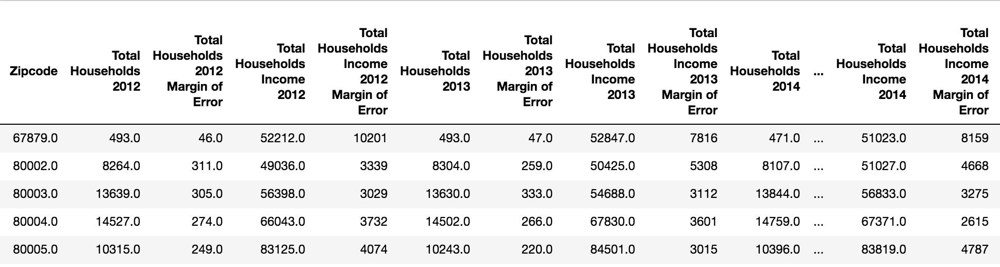 Zipcode Total Households 2012 Total Households 2012 Margin of Error Total Households Income 2012 Total Households Income 2012 Margin of Error Total Households 2013 Total Households 2013 Margin of Error Total Households Income 2013 Total Households Income 2013 Margin of Error Total Households 2014 ... Total Households Income 2014 Total Households Income 2014 Margin of Error
67879.0 493.0 46.0 52212.0 10201 493.0 47.0 52847.0 7816 471.0 ... 51023.0 8159
80002.0 8264.0 311.0 49036.0 3339 8304.0 259.0 50425.0 5308 8107.0 ... 51027.0 4668
80003.0 13639.0 305.0 56398.0 3029 13630.0 333.0 54688.0 3112 13844.0 ... 56833.0 3275
80004.0 14527.0 274.0 66043.0 3732 14502.0 266.0 67830.0 3601 14759.0 ... 67371.0 2615
80005.0 10315.0 249.0 83125.0 4074 10243.0 220.0 84501.0 3015 10396.0 ... 83819.0 4787